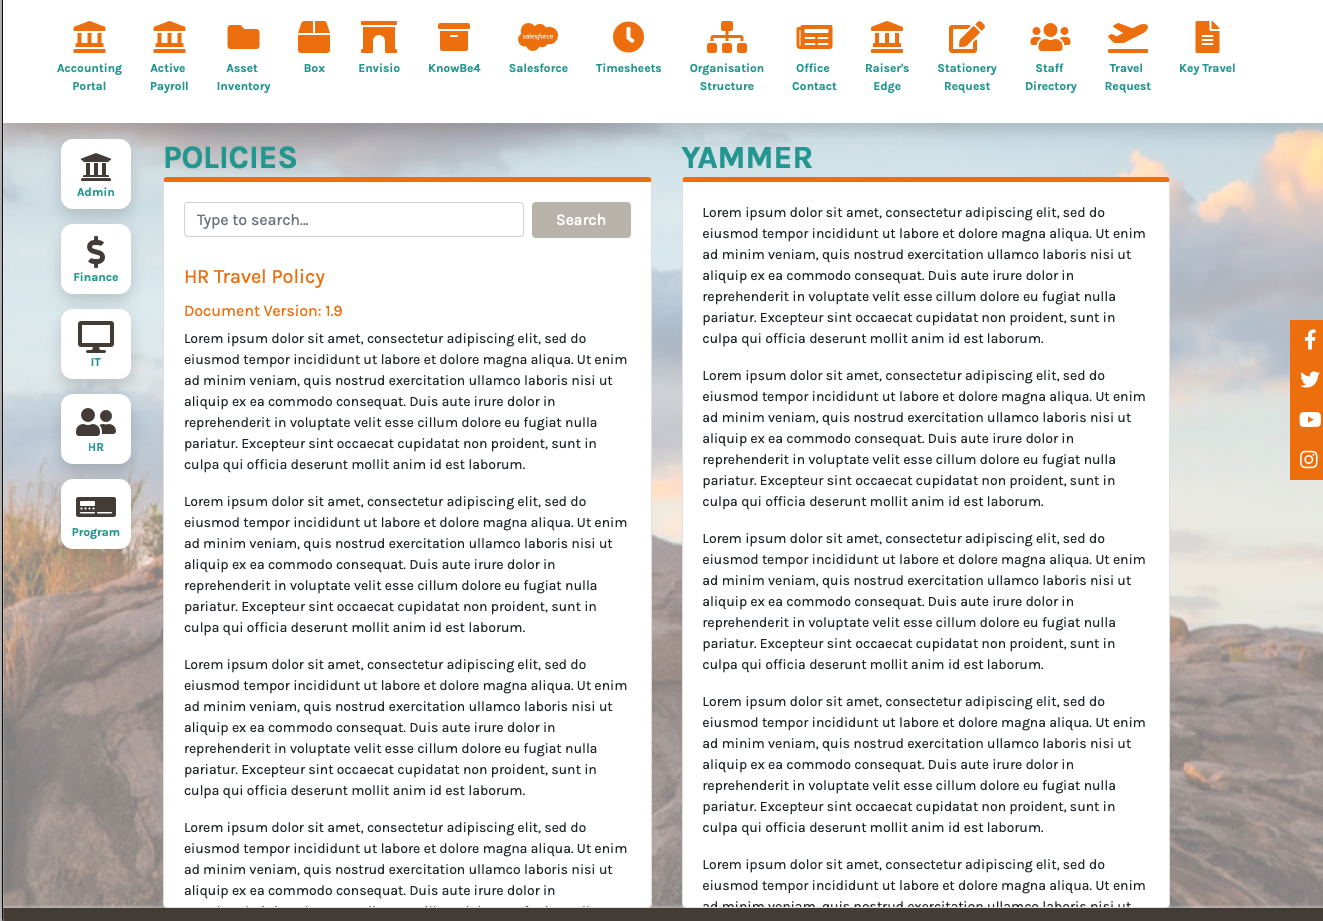 Accounting Portal
Active Payroll
Asset Inventory
Box
Envisio
KnowBe4
salesforce
Salesforce
Timesheets
Organisation Structure
Office Contact
Raiser's Edge
Stationery Request
Staff Directory
Travel Request
Key Travel
Admin
Finance
IT
HR
Program
POLICIES
Type to search...
Search
HR Travel Policy
Document Version: 1.9
Lorem ipsum dolor sit amet, consectetur adipiscing elit, sed do
eiusmod tempor incididunt ut labore et dolore magna aliqua. Ut enim
ad minim veniam, quis nostrud exercitation ullamco laboris nisi ut
aliquip ex ea commodo consequat. Duis aute irure dolor in
reprehenderit in voluptate velit esse cillum dolore eu fugiat nulla
pariatur. Excepteur sint occaecat cupidatat non proident, sunt in
culpa qui officia deserunt mollit anim id est laborum.
Lorem ipsum dolor sit amet, consectetur adipiscing elit, sed do
eiusmod tempor incididunt ut labore et dolore magna aliqua. Ut enim
ad minim veniam, quis nostrud exercitation ullamco laboris nisi ut
aliquip ex ea commodo consequat. Duis aute irure dolor in
reprehenderit in voluptate velit esse cillum dolore eu fugiat nulla
pariatur. Excepteur sint occaecat cupidatat non proident, sunt in
culpa qui officia deserunt mollit anim id est laborum.
Lorem ipsum dolor sit amet, consectetur adipiscing elit, sed do
eiusmod tempor incididunt ut labore et dolore magna aliqua. Ut enim
ad minim veniam, quis nostrud exercitation ullamco laboris nisi ut
aliquip ex ea commodo consequat. Duis aute irure dolor in
reprehenderit in voluptate velit esse cillum dolore eu fugiat nulla
pariatur. Excepteur sint occaecat cupidatat non proident, sunt in
culpa qui officia deserunt mollit anim id est laborum.
Lorem ipsum dolor sit amet, consectetur adipiscing elit, sed do
eiusmod tempor incididunt ut labore et dolore magna aliqua. Ut enim
ad minim veniam, quis nostrud exercitation ullamco laboris nisi ut
aliquip ex ea commodo consequat. Duis aute irure dolor in
YAMMER
Lorem ipsum dolor sit amet, consectetur adipiscing elit, sed do
eiusmod tempor incididunt ut labore et dolore magna aliqua. Ut enim
ad minim veniam, quis nostrud exercitation ullamco laboris nisi ut
aliquip ex ea commodo consequat. Duis aute irure dolor in
reprehenderit in voluptate velit esse cillum dolore eu fugiat nulla
pariatur. Excepteur sint occaecat cupidatat non proident, sunt in
culpa qui officia deserunt mollit anim id est laborum.
Lorem ipsum dolor sit amet, consectetur adipiscing elit, sed do
eiusmod tempor incididunt ut labore et dolore magna aliqua. Ut enim
ad minim veniam, quis nostrud exercitation ullamco laboris nisi ut
aliquip ex ea commodo consequat. Duis aute irure dolor in
reprehenderit in voluptate velit esse cillum dolore eu fugiat nulla
pariatur. Excepteur sint occaecat cupidatat non proident, sunt in
culpa qui officia deserunt mollit anim id est laborum.
Lorem ipsum dolor sit amet, consectetur adipiscing elit, sed do
eiusmod tempor incididunt ut labore et dolore magna aliqua. Ut enim
ad minim veniam, quis nostrud exercitation ullamco laboris nisi ut
aliquip ex ea commodo consequat. Duis aute irure dolor in
reprehenderit in voluptate velit esse cillum dolore eu fugiat nulla
pariatur. Excepteur sint occaecat cupidatat non proident, sunt in
culpa qui officia deserunt mollit anim id est laborum.
Lorem ipsum dolor sit amet, consectetur adipiscing elit, sed do
eiusmod tempor incididunt ut labore et dolore magna aliqua. Ut enim
ad minim veniam, quis nostrud exercitation ullamco laboris nisi ut
aliquip ex ea commodo consequat. Duis aute irure dolor in
reprehenderit in voluptate velit esse cillum dolore eu fugiat nulla
pariatur. Excepteur sint occaecat cupidatat non proident, sunt in
culpa qui officia deserunt mollit anim id est laborum.
Lorem ipsum dolor sit amet, consectetur adipiscing elit, sed do
eiusmod tempor incididunt ut labore et dolore magna aliqua. Ut enim
ad minim veniam, quis nostrud exercitation ullamco laboris nisi ut